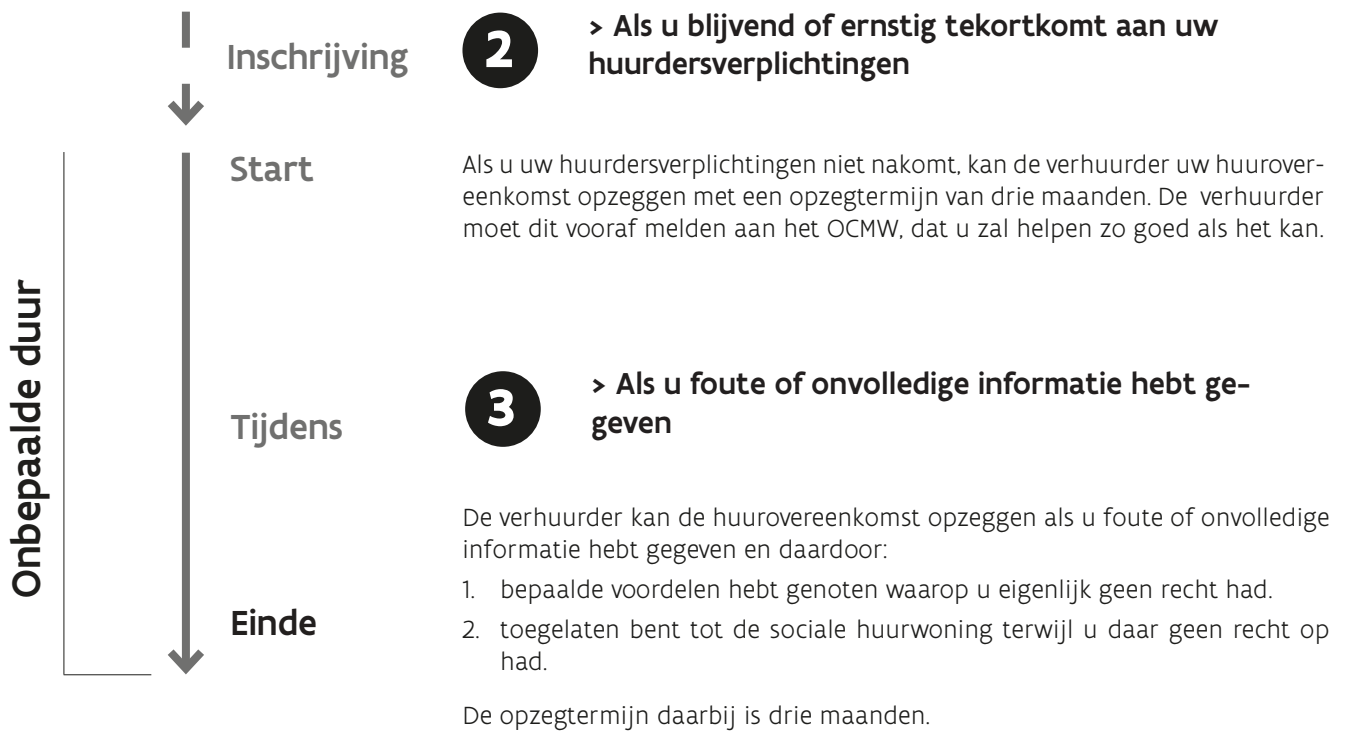 Onbepaalde duur
Inschrijving
Start
Tijdens
Einde
2
> Als u blijvend of ernstig tekortkomt aan uw
huurdersverplichtingen
Als u uw huurdersverplichtingen niet nakomt, kan de verhuurder uw huurover-
eenkomst opzeggen met een opzegtermijn van drie maanden. De verhuurder
moet dit vooraf melden aan het OCMW, dat u zal helpen zo goed als het kan.
3
> Als u foute of onvolledige informatie hebt ge-
geven
De verhuurder kan de huurovereenkomst opzeggen als u foute of onvolledige
informatie hebt gegeven en daardoor:
1. bepaalde voordelen hebt genoten waarop u eigenlijk geen recht had.
2. toegelaten bent tot de sociale huurwoning terwijl u daar geen recht op
had.
De opzegtermijn daarbij is drie maanden.